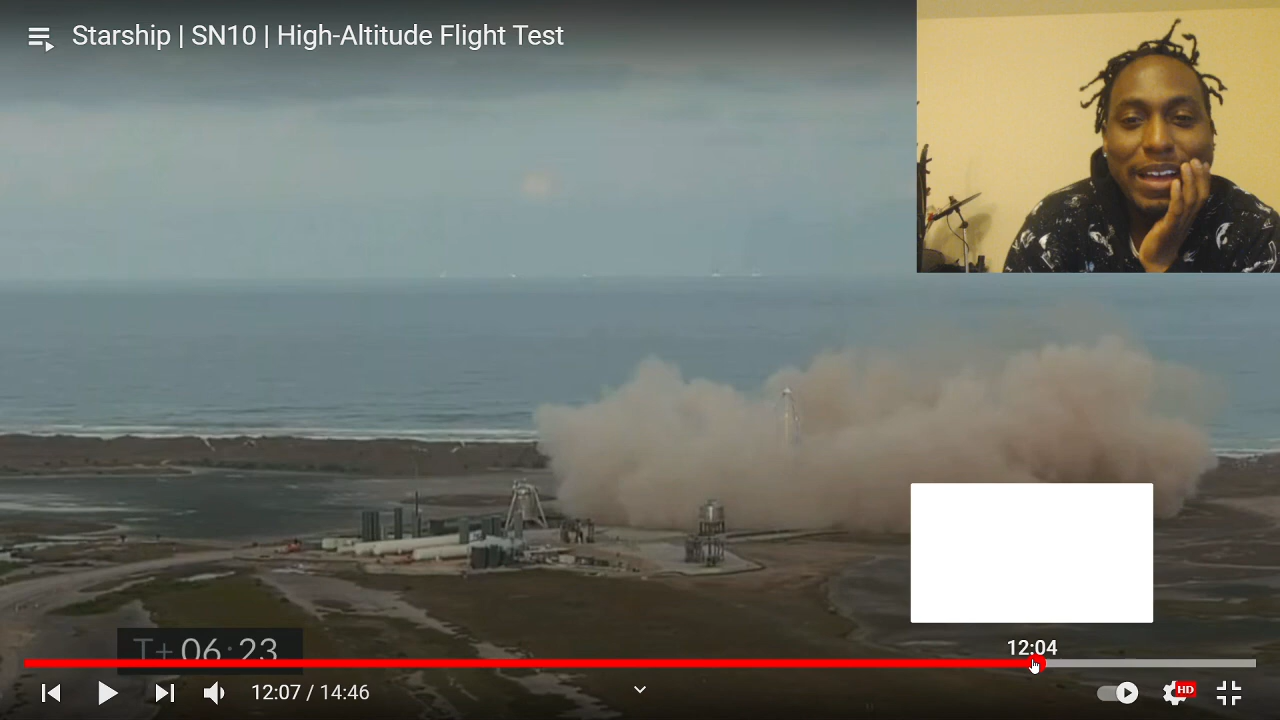 Starship | SN10 | High-Altitude Flight Test
T+ 06:23
12:04
12:07 / 14:46
HD